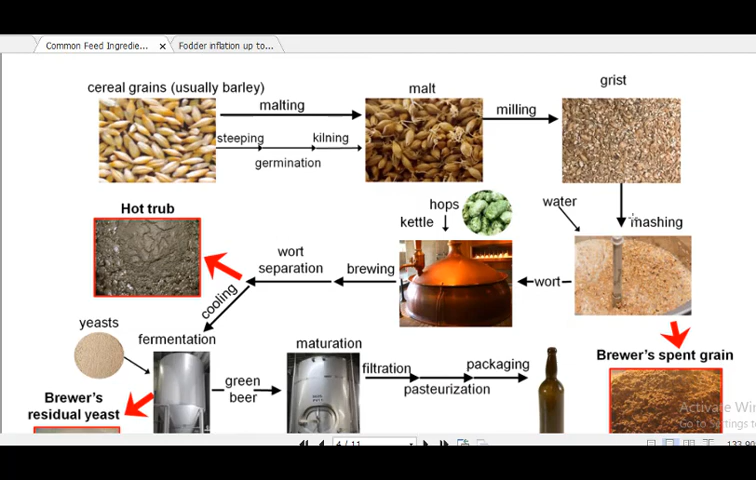 Common Feed Ingredie...
Fodder inflation up to...
cereal grains (usually barley)
malting
malt
milling
grist
steeping
kilning
germination
Hot trub
hops
kettle
water
mashing
wort
separation
brewing
wort
cooling
yeasts
fermentation
maturation
filtration
packaging
pasteurization
green
beer
Brewer's spent grain
Brewer's
residual yeast
Activate Win
Go to Settings to
4 / 11